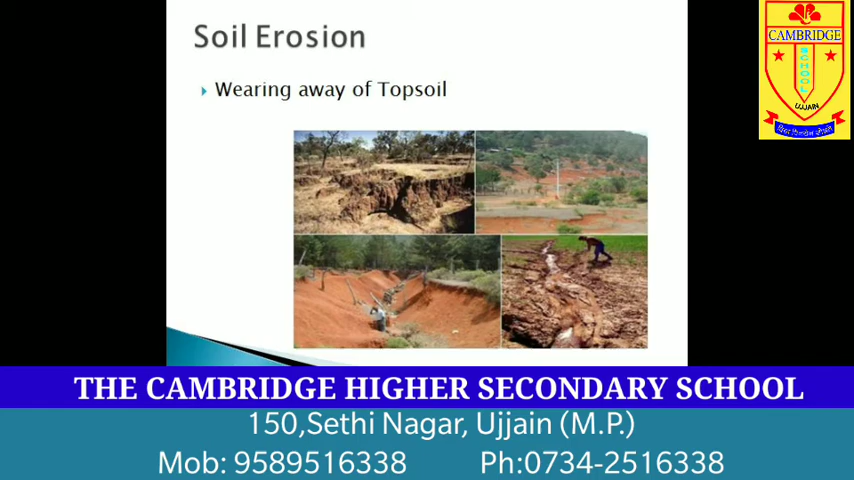 Soil Erosion
Wearing away of Topsoil
CAMBRIDGE
SCHOOL
UJJAIN
THE CAMBRIDGE HIGHER SECONDARY SCHOOL
150,Sethi Nagar, Ujjain (M.P.)
Mob: 9589516338 Ph:0734-2516338